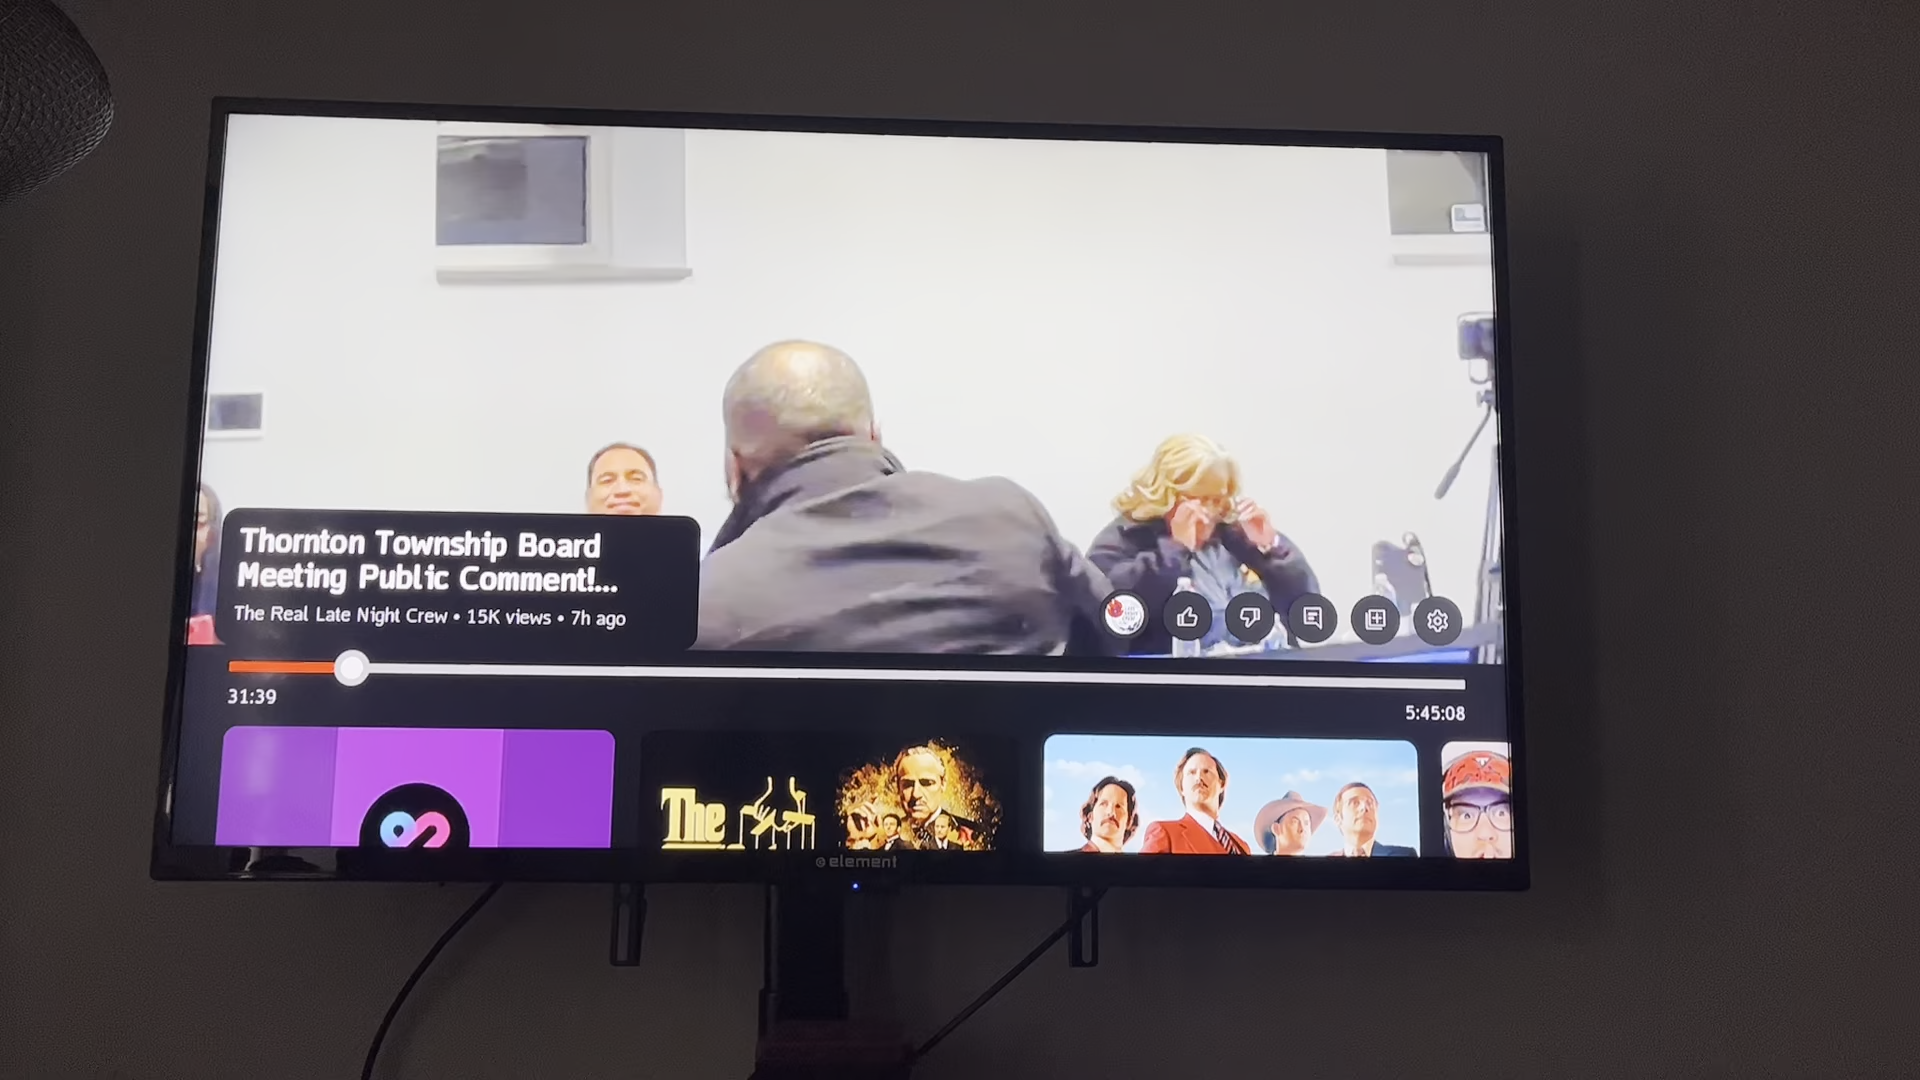 Thornton Township Board
Meeting Public Comment!...
The Real Late Night Crew • 15K views • 7h ago
31:39
5:45:08
The
element